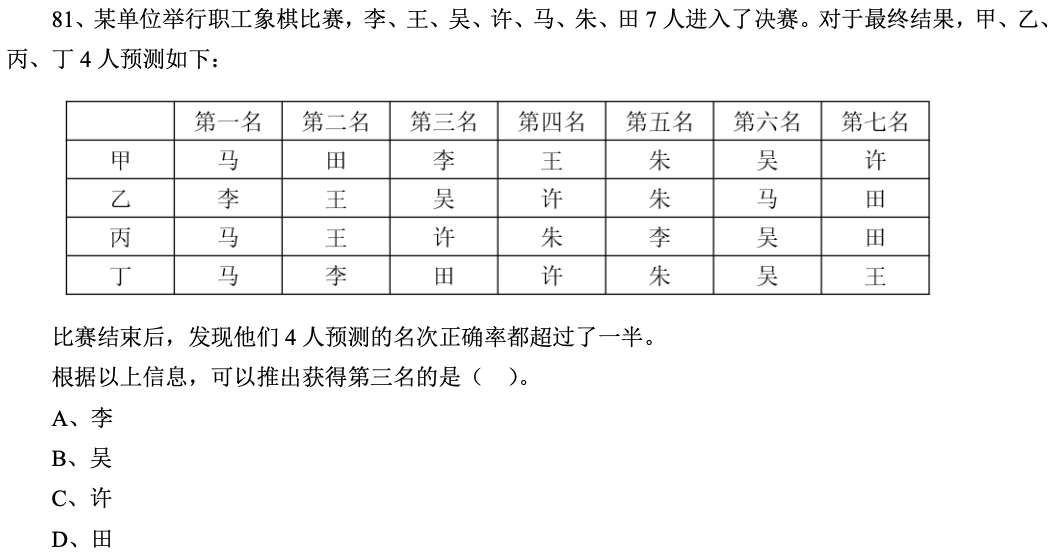 81、某单位举行职工象棋比赛，李、王、吴、许、马、朱、田 7 人进入了决赛。对于最终结果，甲、乙、
丙、丁 4 人预测如下：
第一名 第二名 第三名 第四名 第五名 第六名 第七名
甲 马 田 李 王 朱 吴 许
乙 李 王 吴 许 朱 马 田
丙 马 王 许 朱 李 吴 田
丁 马 李 田 许 朱 吴 王
比赛结束后，发现他们 4 人预测的名次正确率都超过了一半。
根据以上信息，可以推出获得第三名的是（ ）。
A、李
B、吴
C、许
D、田